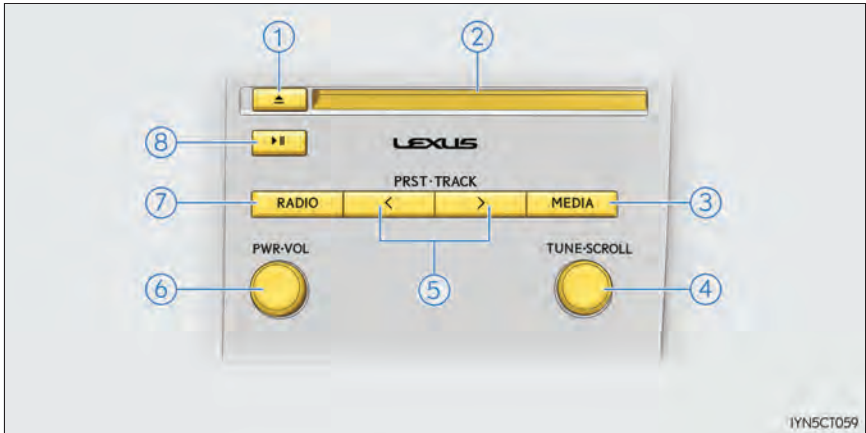 1 2
8 LEXUS
PRST·TRACK
7 RADIO < > MEDIA 3
PWR·VOL TUNE·SCROLL
6 5 4
IYN5CT059